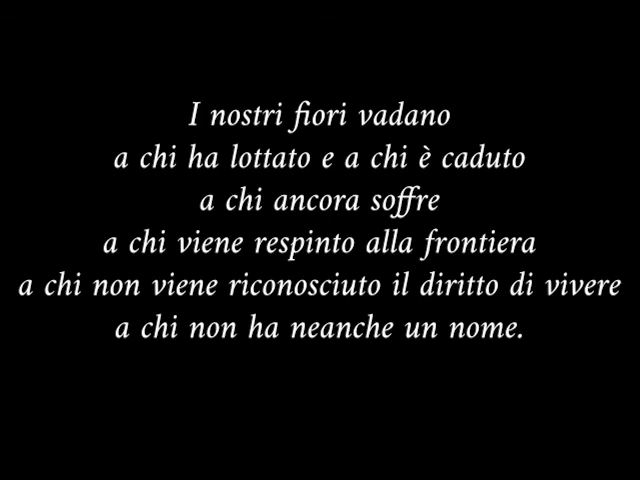 I nostri fiori vadano
a chi ha lottato e a chi è caduto
a chi ancora soffre
a chi viene respinto alla frontiera
a chi non viene riconosciuto il diritto di vivere
a chi non ha neanche un nome.